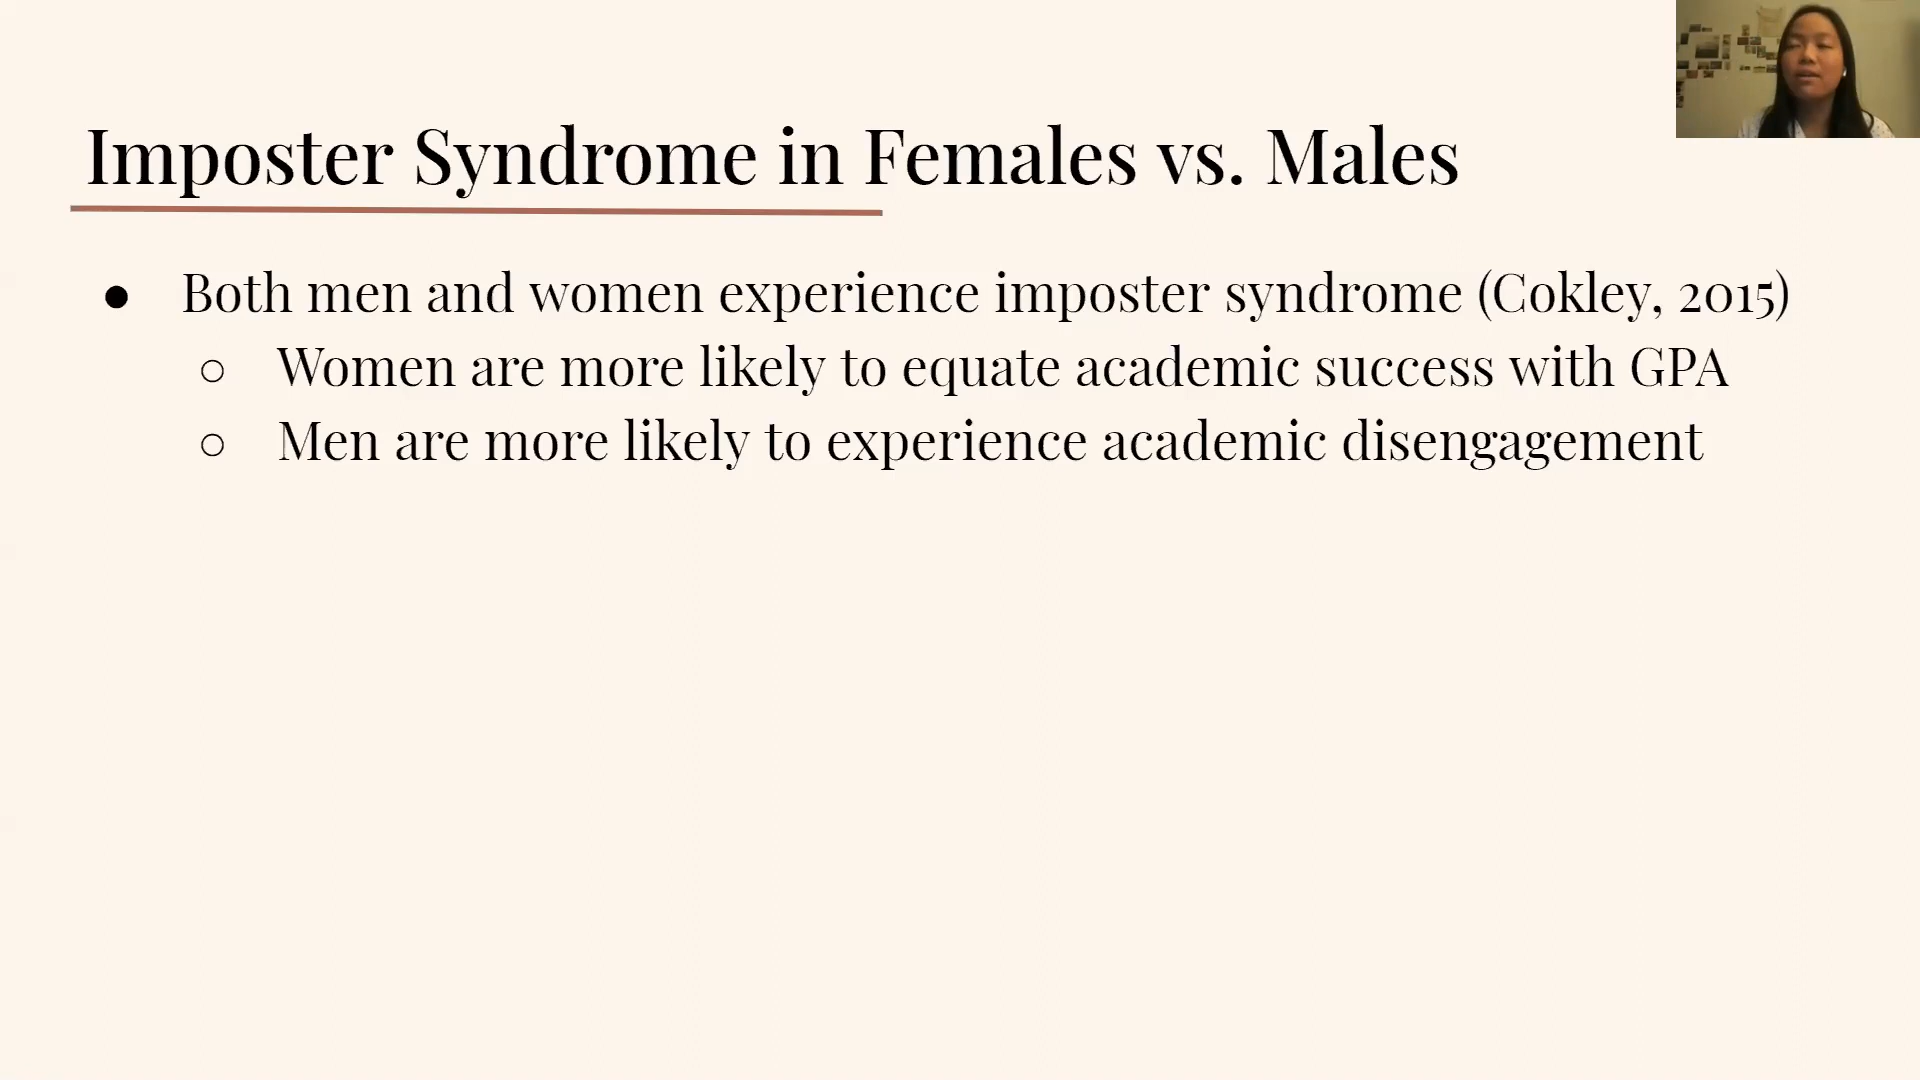 Imposter Syndrome in Females vs. Males
● Both men and women experience imposter syndrome (Cokley, 2015)
○ Women are more likely to equate academic success with GPA
○ Men are more likely to experience academic disengagement